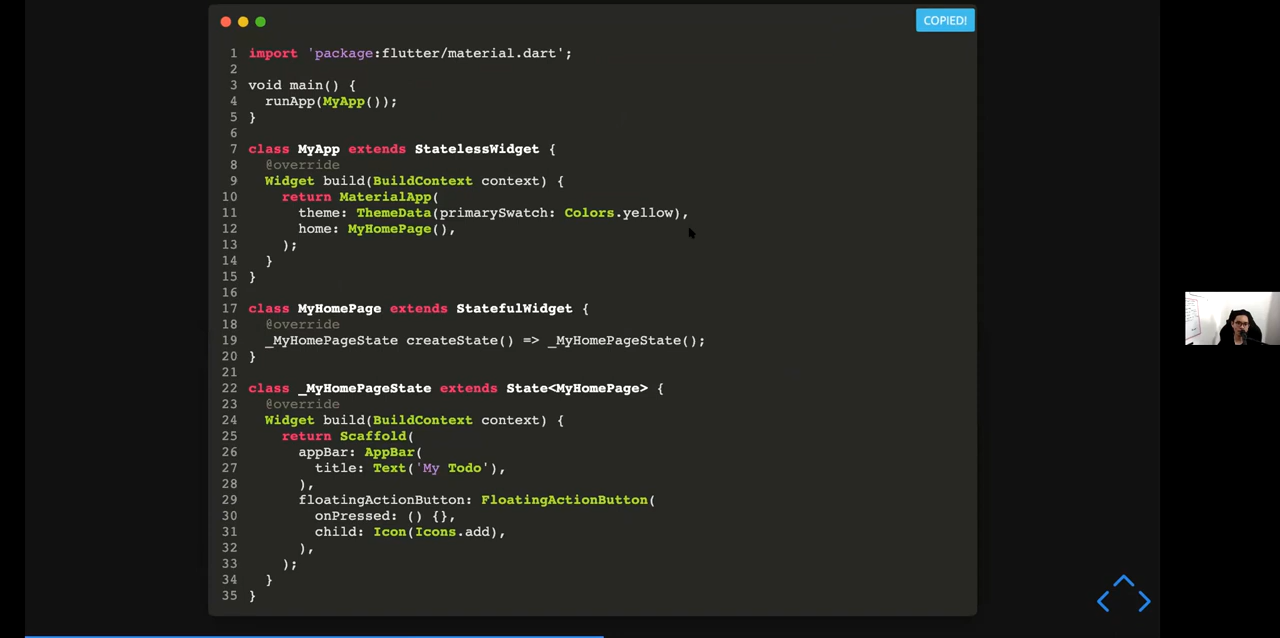 COPIED!
1 import 'package:flutter/material.dart';
2
3 void main() {
4   runApp(MyApp());
5 }
6
7 class MyApp extends StatelessWidget {
8   @override
9   Widget build(BuildContext context) {
10     return MaterialApp(
11       theme: ThemeData(primarySwatch: Colors.yellow),
12       home: MyHomePage(),
13     );
14   }
15 }
16
17 class MyHomePage extends StatefulWidget {
18   @override
19   _MyHomePageState createState() => _MyHomePageState();
20 }
21
22 class _MyHomePageState extends State<MyHomePage> {
23   @override
24   Widget build(BuildContext context) {
25     return Scaffold(
26       appBar: AppBar(
27         title: Text('My Todo'),
28       ),
29       floatingActionButton: FloatingActionButton(
30         onPressed: () {},
31         child: Icon(Icons.add),
32       ),
33     );
34   }
35 }